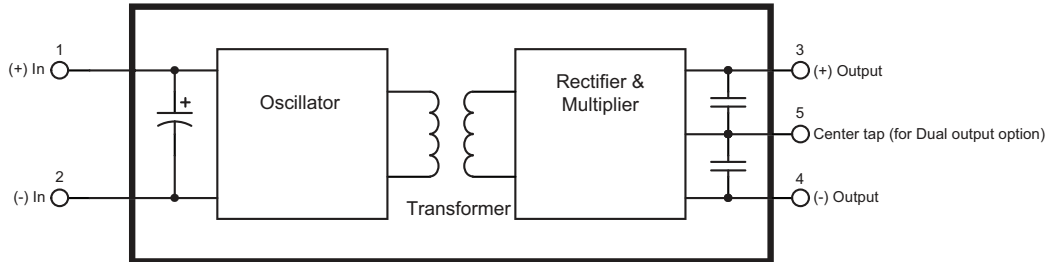 1
(+) In
+
Oscillator
2
(-) In
Transformer
Rectifier &
Multiplier
3
(+) Output
5
Center tap (for Dual output option)
4
(-) Output